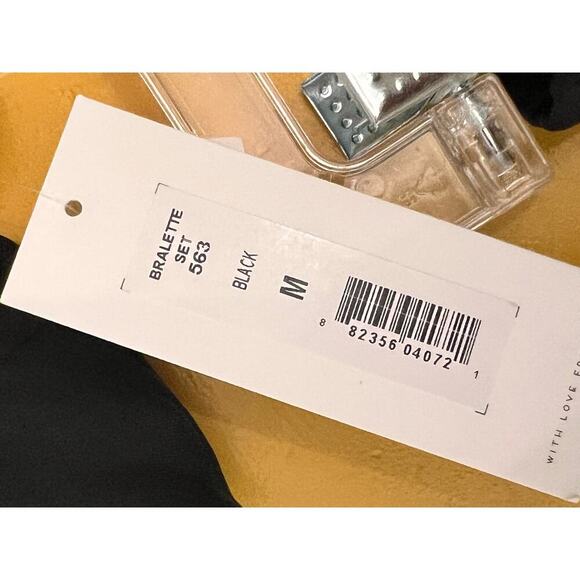 BRALETTE
SET
563
BLACK
M
8 82356 04072 1
WITH LOVE